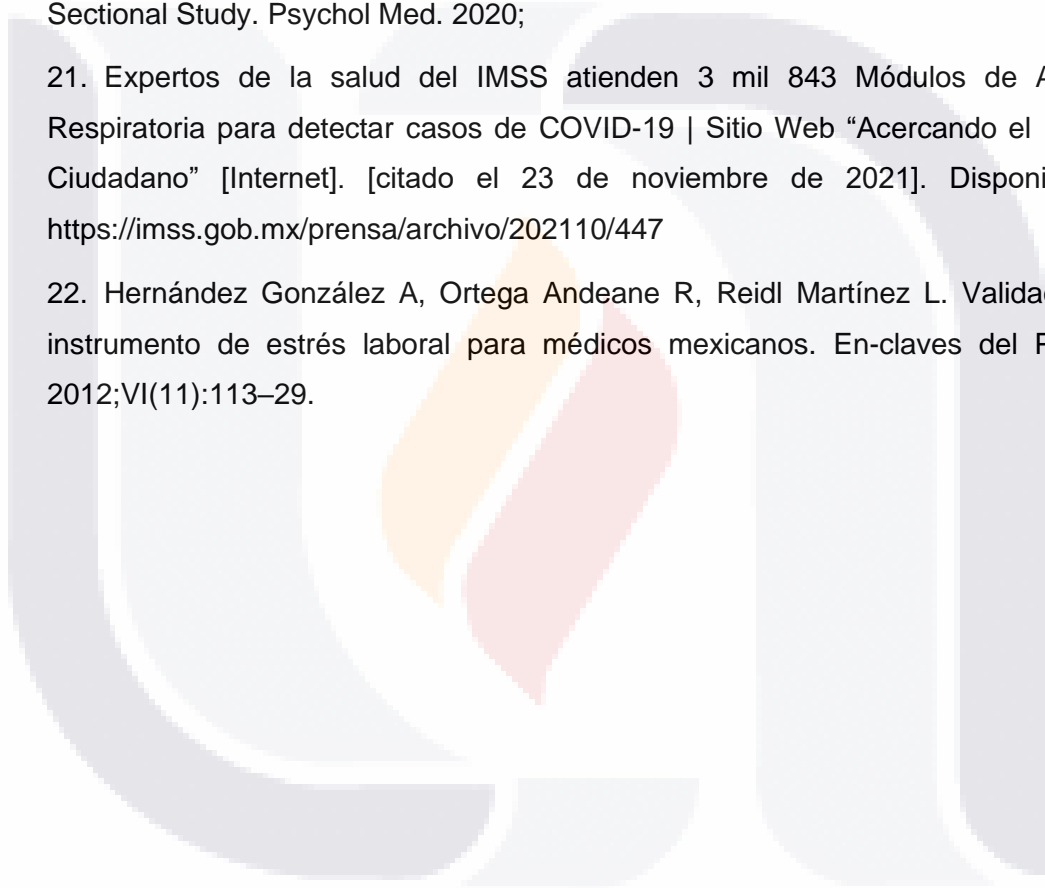 Sectional Study. Psychol Med. 2020;
21. Expertos de la salud del IMSS atienden 3 mil 843 Módulos de
Respiratoria para detectar casos de COVID-19 | Sitio Web “Acercando el
Ciudadano” [Internet]. [citado el 23 de noviembre de 2021].
https://imss.gob.mx/prensa/archivo/202110/447
22. Hernández González A, Ortega Andeane R, Reidl Martínez L.
instrumento de estrés laboral para médicos mexicanos. En-claves del
2012;VI(11):113–29.